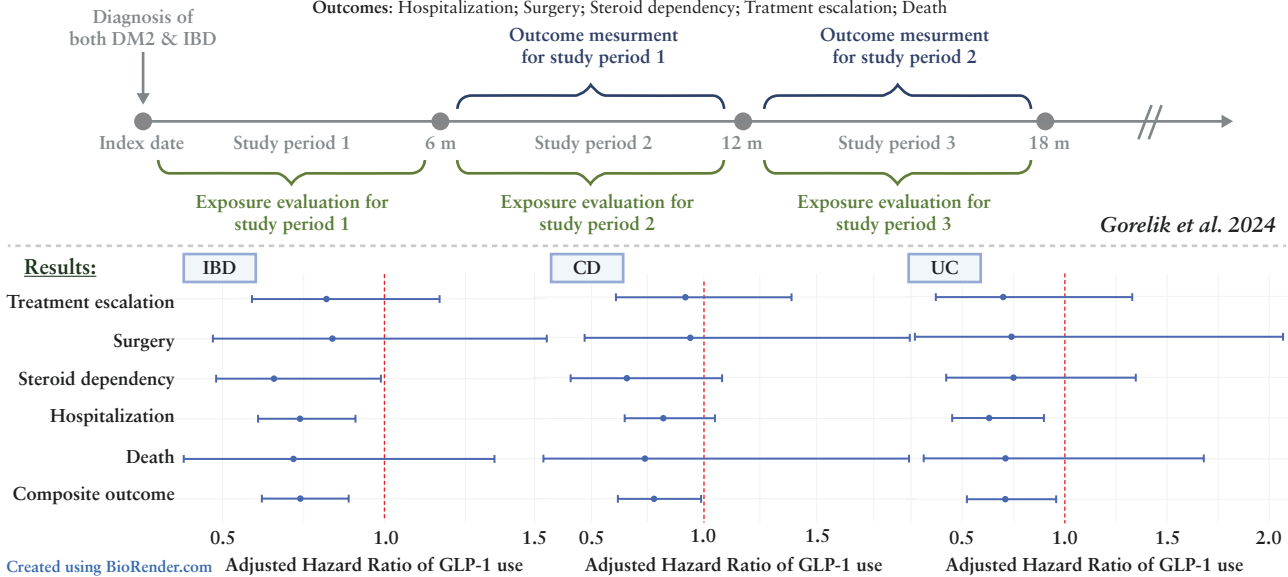 Outcomes: Hospitalization; Surgery; Steroid dependency; Tratment escalation; Death
Diagnosis of
both DM2 & IBD
Outcome mesurment
for study period 1
Outcome mesurment
for study period 2
Index date
Study period 1
6 m
Study period 2
12 m
Study period 3
18 m
Exposure evaluation for
study period 1
Exposure evaluation for
study period 2
Exposure evaluation for
study period 3
Gorelik et al. 2024
Results:
IBD
CD
UC
Treatment escalation
Surgery
Steroid dependency
Hospitalization
Death
Composite outcome
0.5 1.0 1.5
0.5 1.0 1.5
0.5 1.0 1.5 2.0
Created using BioRender.com
Adjusted Hazard Ratio of GLP-1 use
Adjusted Hazard Ratio of GLP-1 use
Adjusted Hazard Ratio of GLP-1 use